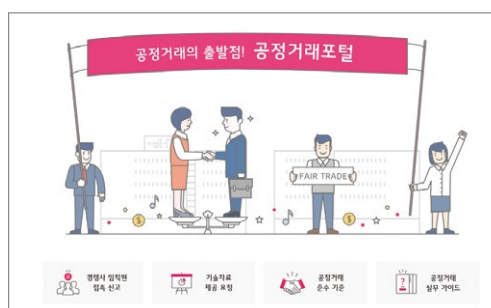 공정거래의 출발점! 공정거래포털
FAIR TRADE
경쟁사 임직원
접촉 신고
기술자료
제공 요청
공정거래
준수 기준
공정거래
실무 가이드